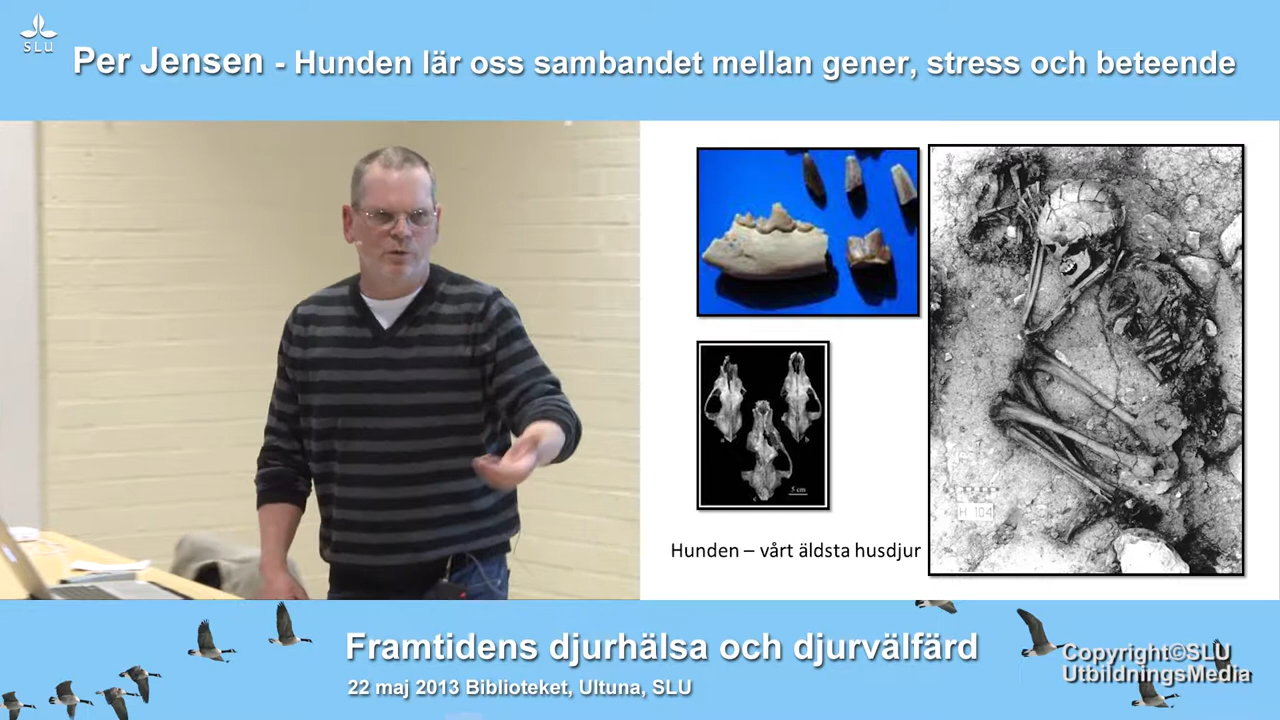 SLU
Per Jensen - Hunden lär oss sambandet mellan gener, stress och beteende
5 cm
H 104
Hunden – vårt äldsta husdjur
Framtidens djurhälsa och djurvälfärd
22 maj 2013 Biblioteket, Ultuna, SLU
Copyright©SLU
UtbildningsMedia